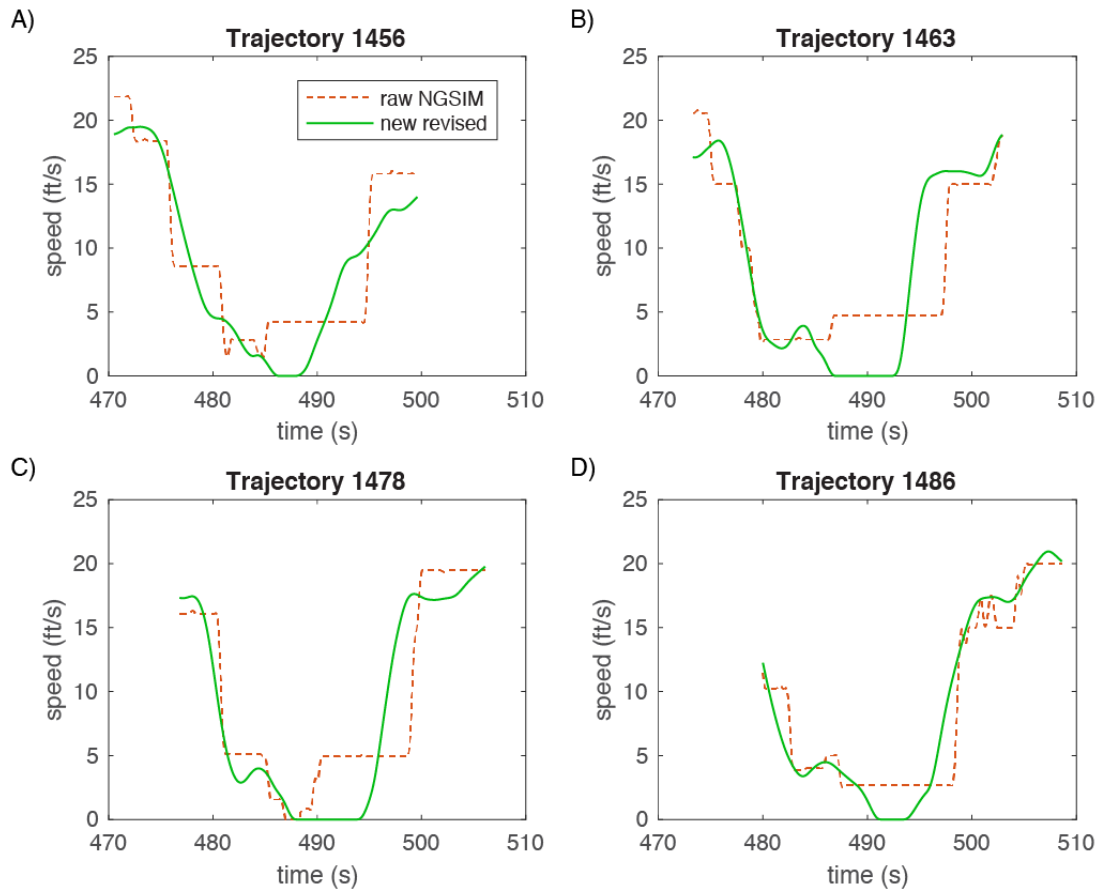 A)
Trajectory 1456
25
20
15
10
5
0
speed (ft/s)
raw NGSIM
new revised
470 480 490 500 510
time (s)
B)
Trajectory 1463
25
20
15
10
5
0
speed (ft/s)
470 480 490 500 510
time (s)
C)
Trajectory 1478
25
20
15
10
5
0
speed (ft/s)
470 480 490 500 510
time (s)
D)
Trajectory 1486
25
20
15
10
5
0
speed (ft/s)
470 480 490 500 510
time (s)